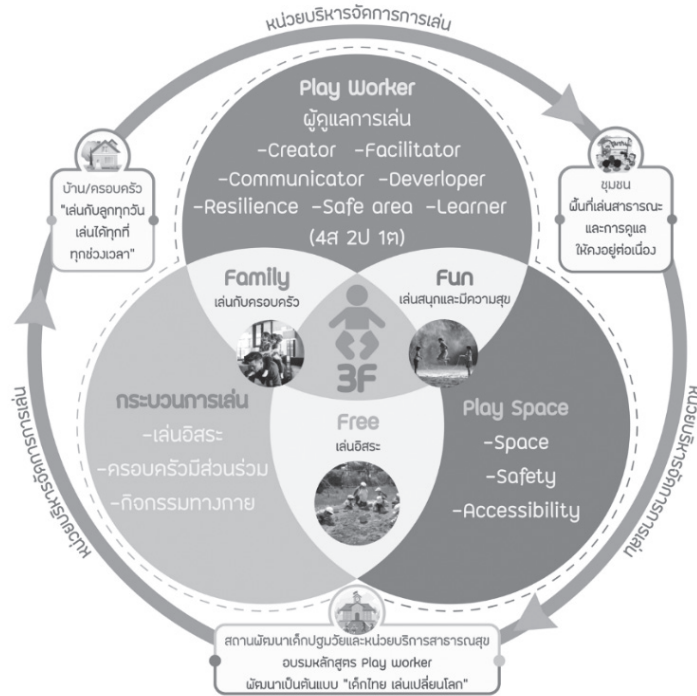 หน่วยบริหารจัดการการเล่น
Play Worker
ผู้ดูแลการเล่น
-Creator -Facilitator
-Communicator -Deverloper
-Resilience -Safe area -Learner
(4ส 2ป 1ต)
บ้าน/ครอบครัว
"เล่นกับลูกทุกวัน
เล่นได้ทุกที่
ทุกช่วงเวลา"
ชุมชน
พื้นที่เล่นสาธารณะ
และการดูแล
ให้คงอยู่ต่อเนื่อง
Family
เล่นกับครอบครัว
Fun
เล่นสนุกและมีความสุข
3F
กระบวนการเล่น
-เล่นอิสระ
-ครอบครัวมีส่วนร่วม
-กิจกรรมทางกาย
Free
เล่นอิสระ
Play Space
-Space
-Safety
-Accessibility
หน่วยบริหารจัดการการเล่น
หน่วยบริหารจัดการการเล่น
สถานพัฒนาเด็กปฐมวัยและหน่วยบริการสาธารณสุข
อบรมหลักสูตร Play worker
พัฒนาเป็นต้นแบบ "เด็กไทย เล่นเปลี่ยนโลก"